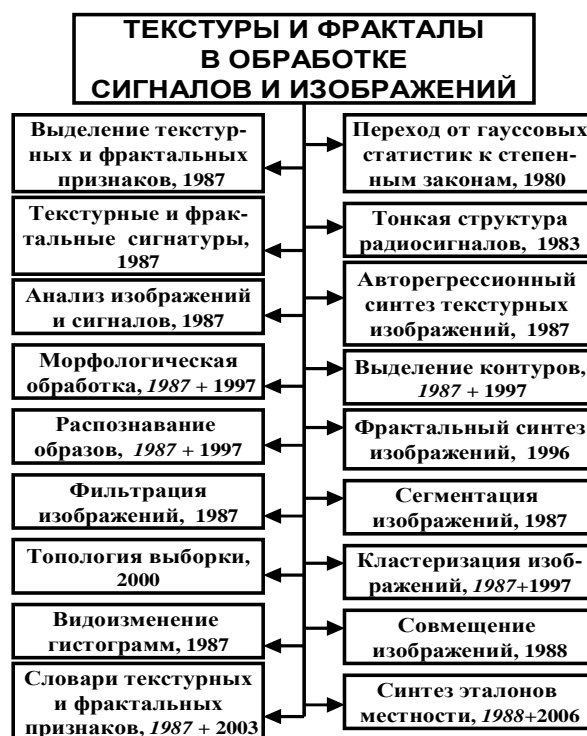 ТЕКСТУРЫ И ФРАКТАЛЫ
В ОБРАБОТКЕ
СИГНАЛОВ И ИЗОБРАЖЕНИЙ
Выделение текстур-
ных и фрактальных
признаков, 1987
Текстурные и фрак-
тальные сигнатуры,
1987
Анализ изображений
и сигналов, 1987
Морфологическая
обработка, 1987 + 1997
Распознавание
образов, 1987 + 1997
Фильтрация
изображений, 1987
Топология выборки,
2000
Видоизменение
гистограмм, 1987
Словари текстурных
и фрактальных
признаков, 1987 + 2003
Переход от гауссовых
статистик к степен-
ным законам, 1980
Тонкая структура
радиосигналов, 1983
Авторегрессионный
синтез текстурных
изображений, 1987
Выделение контуров,
1987 + 1997
Фрактальный синтез
изображений, 1996
Сегментация
изображений, 1987
Кластеризация изоб-
ражений, 1987+1997
Совмещение
изображений, 1988
Синтез эталонов
местности, 1988+2006